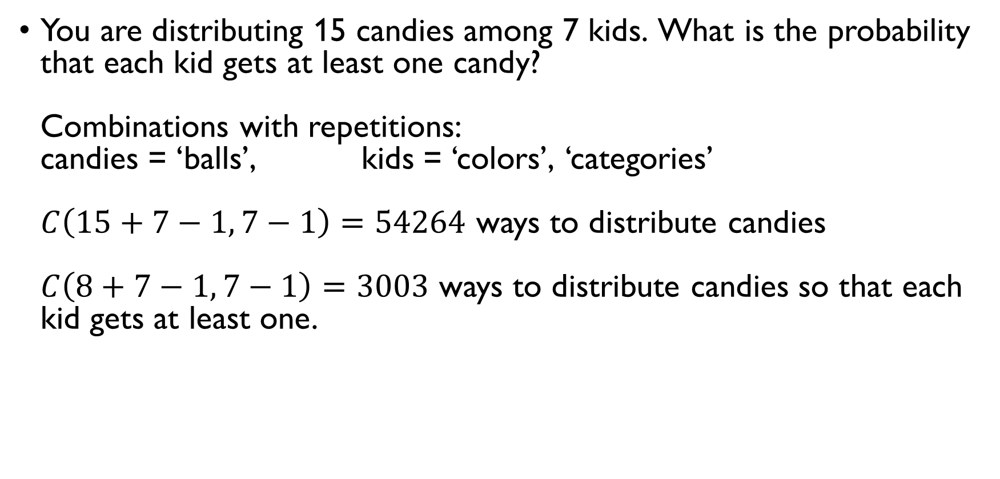 • You are distributing 15 candies among 7 kids. What is the probability
that each kid gets at least one candy?
Combinations with repetitions:
candies = ‘balls’, kids = ‘colors’, ‘categories’
C(15 + 7 − 1, 7 − 1) = 54264 ways to distribute candies
C(8 + 7 − 1, 7 − 1) = 3003 ways to distribute candies so that each
kid gets at least one.